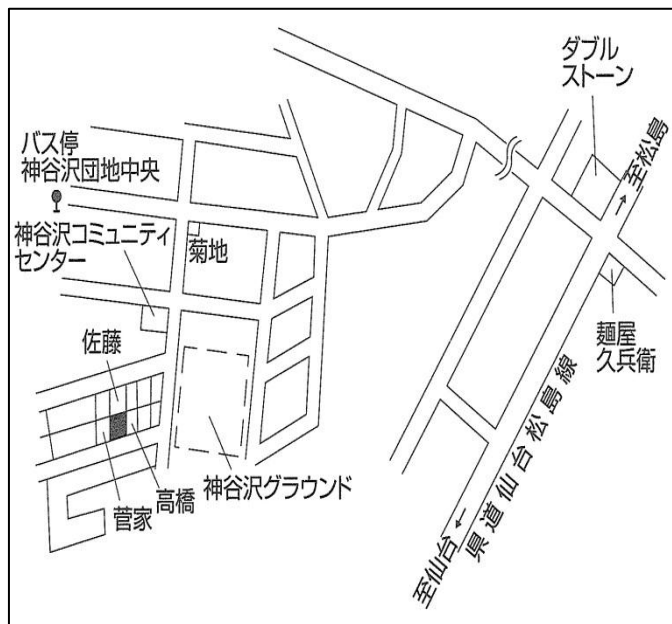 ダブル
ストーン
至松島
バス停
神谷沢団地中央
神谷沢コミュニティ
センター
菊地
麺屋
久兵衛
佐藤
県道仙台松島線
神谷沢グラウンド
高橋
菅家
至仙台